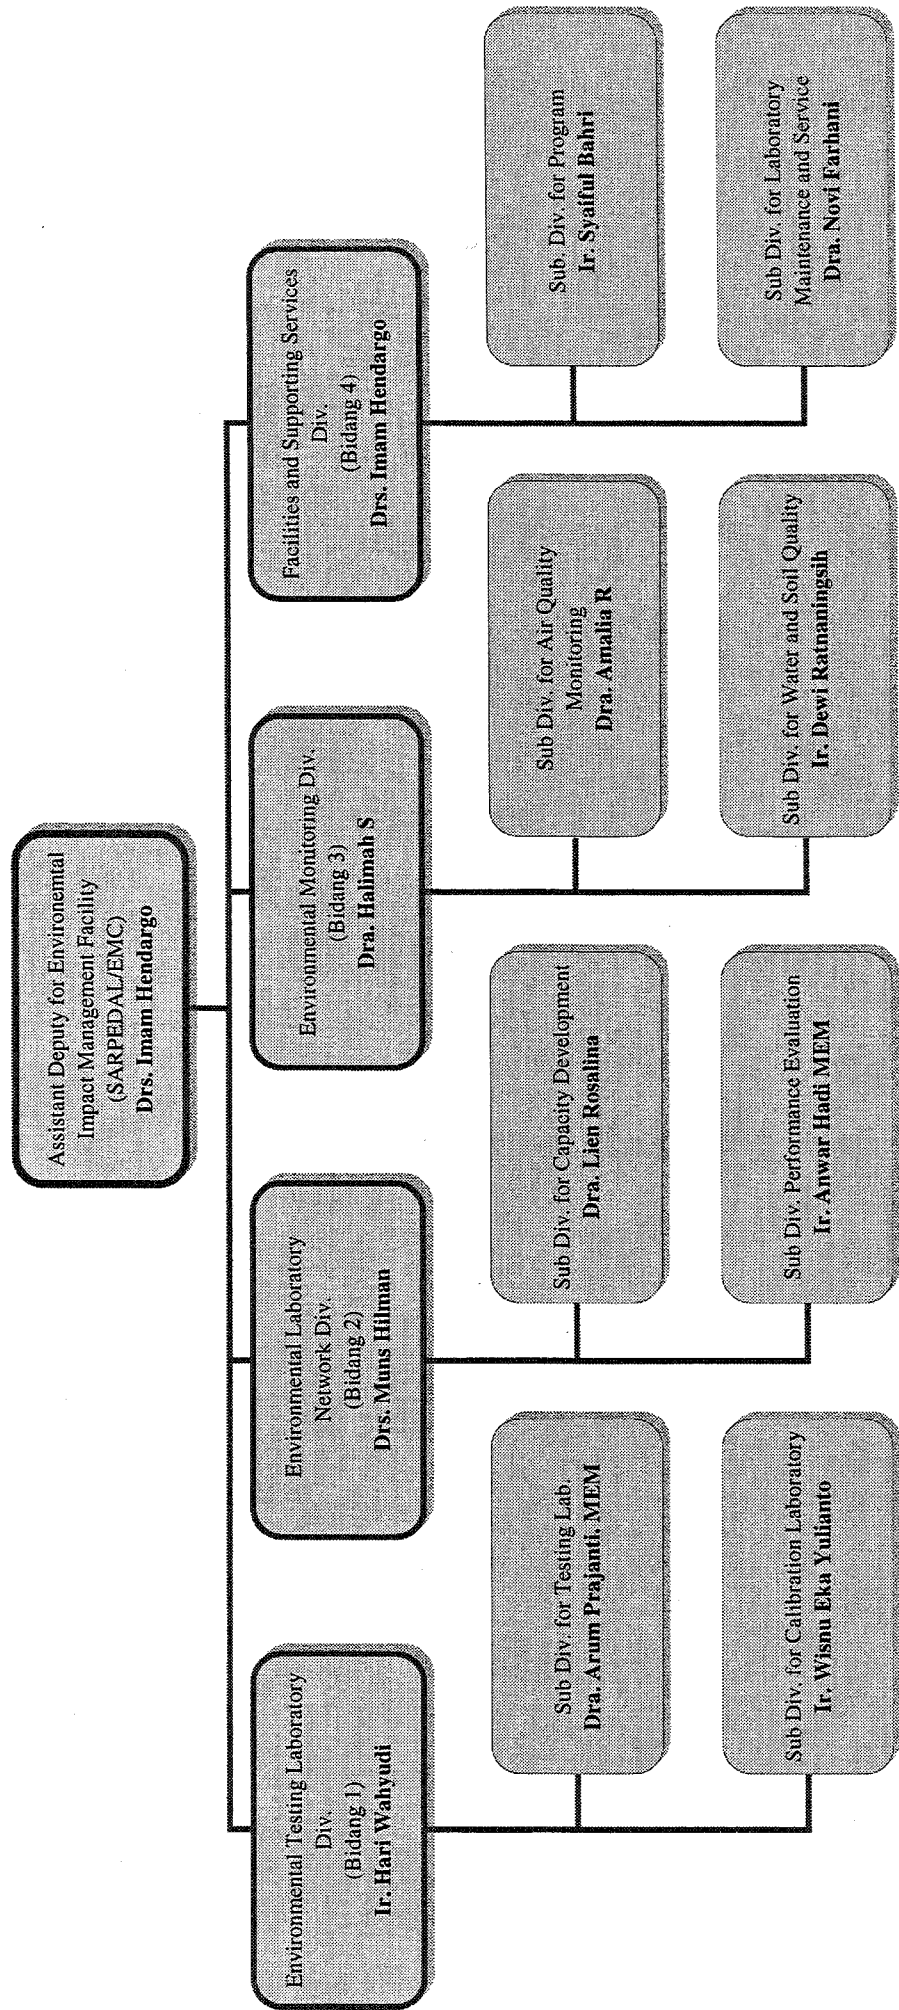 Assistant Deputy for Environemtal
Impact Management Facility
(SARPEDAL/EMC)
Drs. Imam Hendargo
Environmental Testing Laboratory
Div.
(Bidang 1)
Ir. Hari Wahyudi
Environmental Laboratory
Network Div.
(Bidang 2)
Drs. Muns Hilman
Environmental Monitoring Div.
(Bidang 3)
Dra. Halimah S
Facilities and Supporting Services
Div.
(Bidang 4)
Drs. Imam Hendargo
Sub Div. for Testing Lab.
Dra. Arum Prajanti. MEM
Sub Div. for Capacity Development
Dra. Lien Rosalina
Sub Div. for Air Quality
Monitoring
Dra. Amalia R
Sub. Div. for Program
Ir. Syaiful Bahri
Sub Div. for Calibration Laboratory
Ir. Wisnu Eka Yulianto
Sub Div. Performance Evaluation
Ir. Anwar Hadi MEM
Sub Div. for Water and Soil Quality
Ir. Dewi Ratnaningsih
Sub Div. for Laboratory
Maintenance and Service
Dra. Novi Farhani